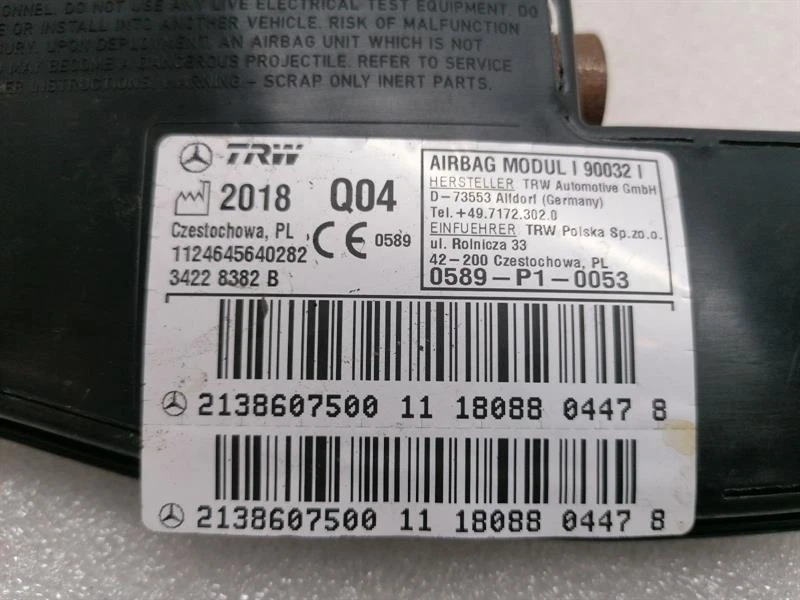 ONNEL. DO NOT USE ANY LIVE ELECTRICAL TEST EQUIPMENT. DO
E OR INSTALL INTO ANOTHER VEHICLE. RISK OF MALFUNCTION
JURY. UPON DEPLOYMENT, AN AIRBAG UNIT WHICH IS NOT
MAY BECOME A DANGEROUS PROJECTILE. REFER TO SERVICE
ER INSTRUCTIONS. WARNING - SCRAP ONLY INERT PARTS.
TRW
2018 Q04
Czestochowa, PL
1124645640282
3422 8382 B
CE 0589
AIRBAG MODUL I 90032 I
HERSTELLER TRW Automotive GmbH
D-73553 Alfdorf (Germany)
Tel. +49.7172.302.0
EINFUEHRER TRW Polska Sp.zo.o.
ul. Rolnicza 33
42-200 Czestochowa, PL
0589-P1-0053
2138607500 11 18088 0447 8
2138607500 11 18088 0447 8